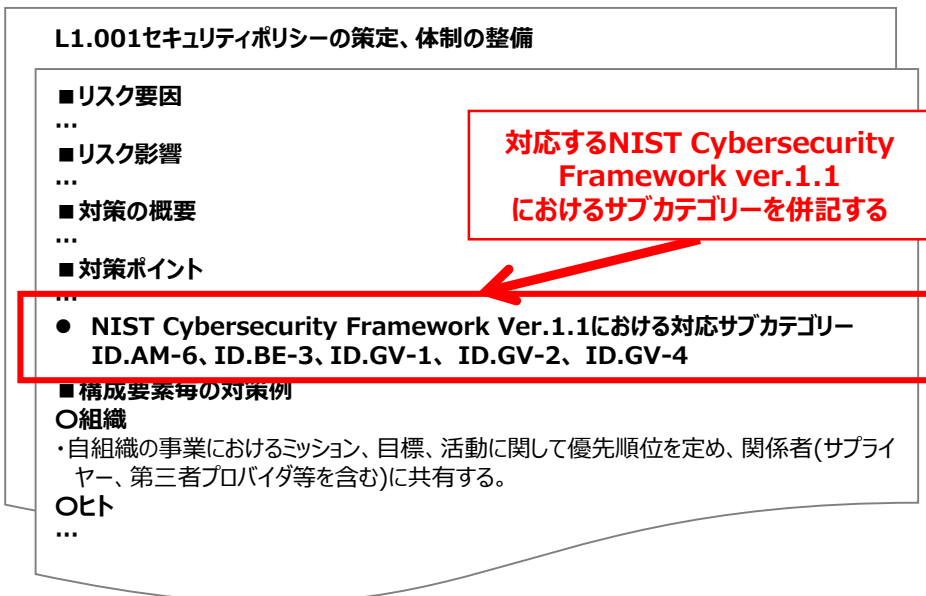 L1.001セキュリティポリシーの策定、体制の整備
■リスク要因
…
■リスク影響
…
■対策の概要
…
■対策ポイント
…
対応するNIST Cybersecurity
Framework ver.1.1
におけるサブカテゴリーを併記する
● NIST Cybersecurity Framework Ver.1.1における対応サブカテゴリー
ID.AM-6、ID.BE-3、ID.GV-1、 ID.GV-2、 ID.GV-4
■構成要素毎の対策例
〇組織
・自組織の事業におけるミッション、目標、活動に関して優先順位を定め、関係者(サプライ
ヤー、第三者プロバイダ等を含む)に共有する。
〇ヒト
…